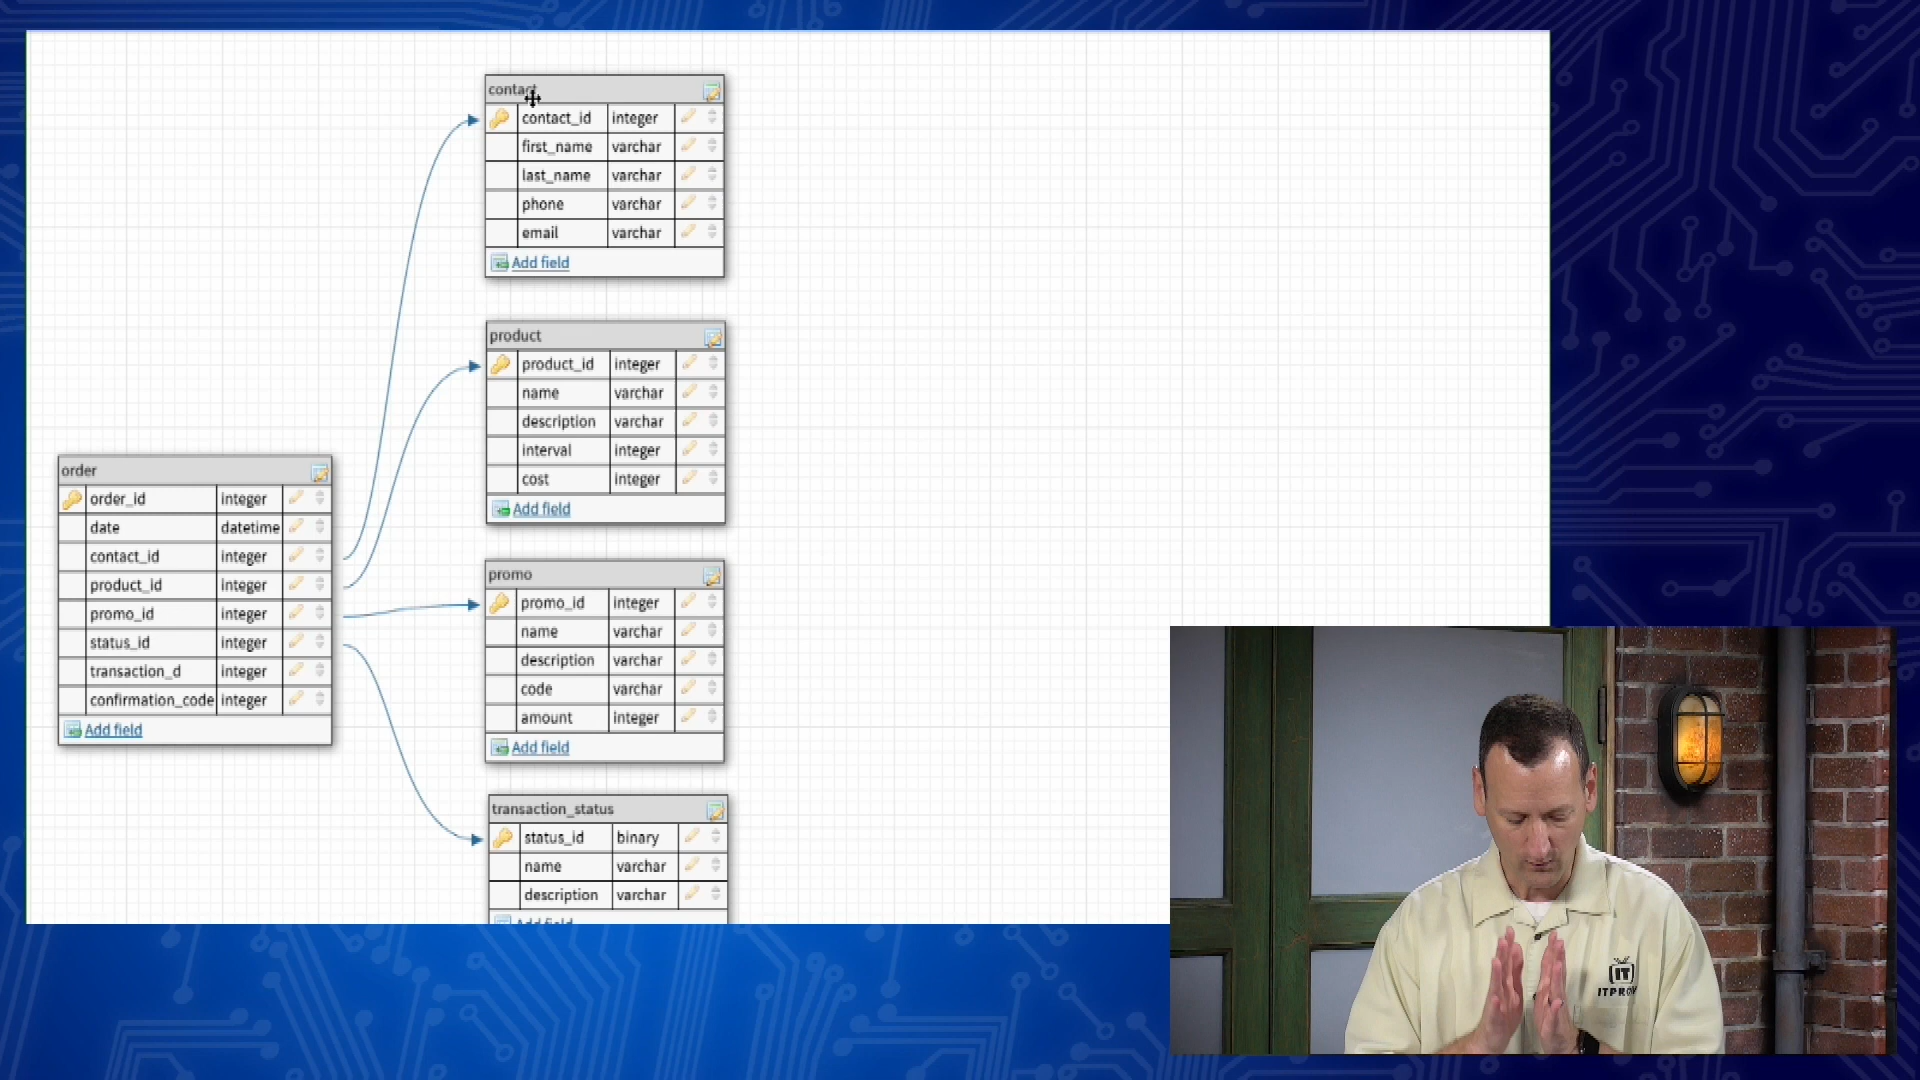 contact
contact_id integer
first_name varchar
last_name varchar
phone varchar
email varchar
Add field
product
product_id integer
name varchar
description varchar
interval integer
cost integer
Add field
order
order_id integer
date datetime
contact_id integer
product_id integer
promo_id integer
status_id integer
transaction_d integer
confirmation_code integer
Add field
promo
promo_id integer
name varchar
description varchar
code varchar
amount integer
Add field
transaction_status
status_id binary
name varchar
description varchar
Add field
IT